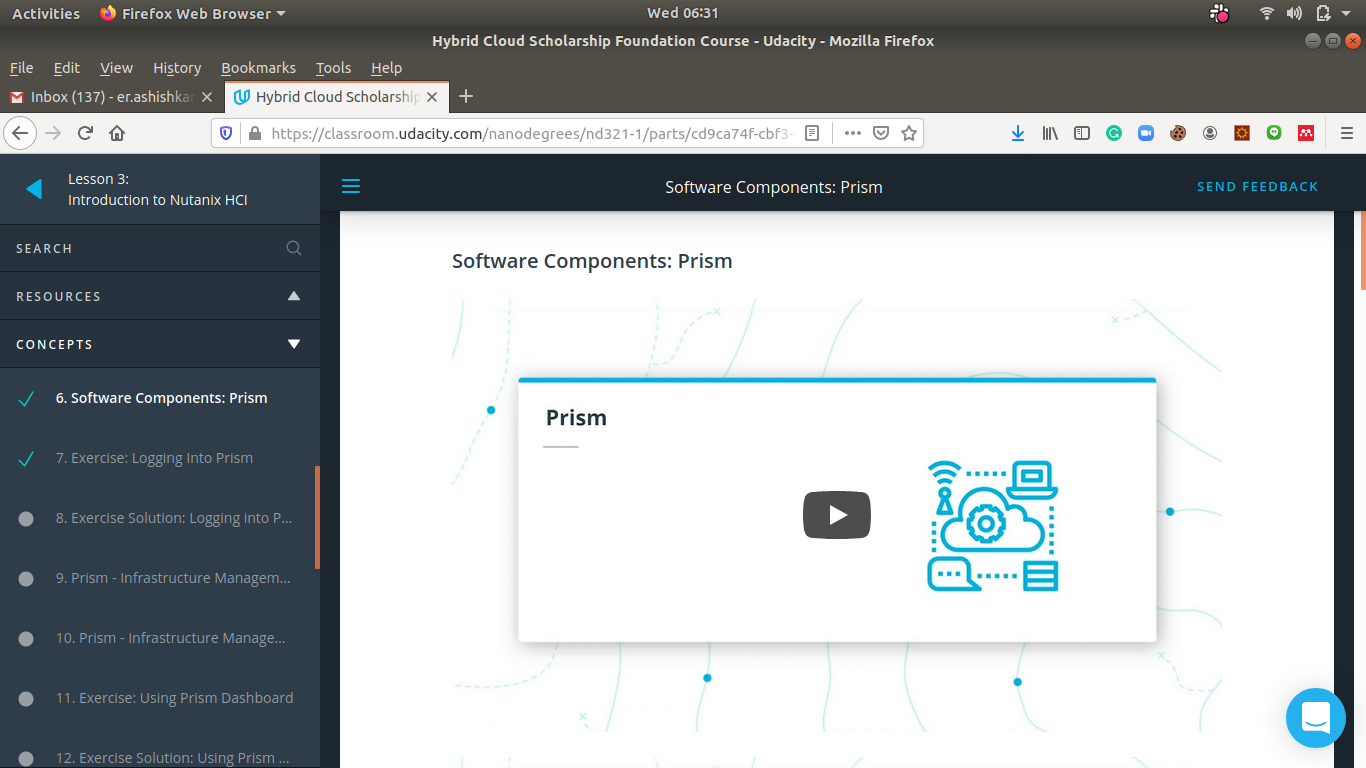 Activities
Firefox Web Browser
Wed 06:31
Hybrid Cloud Scholarship Foundation Course - Udacity - Mozilla Firefox
File Edit View History Bookmarks Tools Help
Inbox (137) - er.ashishkar
Hybrid Cloud Scholarship
https://classroom.udacity.com/nanodegrees/nd321-1/parts/cd9ca74f-cbf3-
Lesson 3:
Introduction to Nutanix HCI
Software Components: Prism
SEND FEEDBACK
SEARCH
RESOURCES
CONCEPTS
6. Software Components: Prism
7. Exercise: Logging Into Prism
8. Exercise Solution: Logging into P...
9. Prism - Infrastructure Managem...
10. Prism - Infrastructure Manage...
11. Exercise: Using Prism Dashboard
12. Exercise Solution: Using Prism ...
Software Components: Prism
Prism